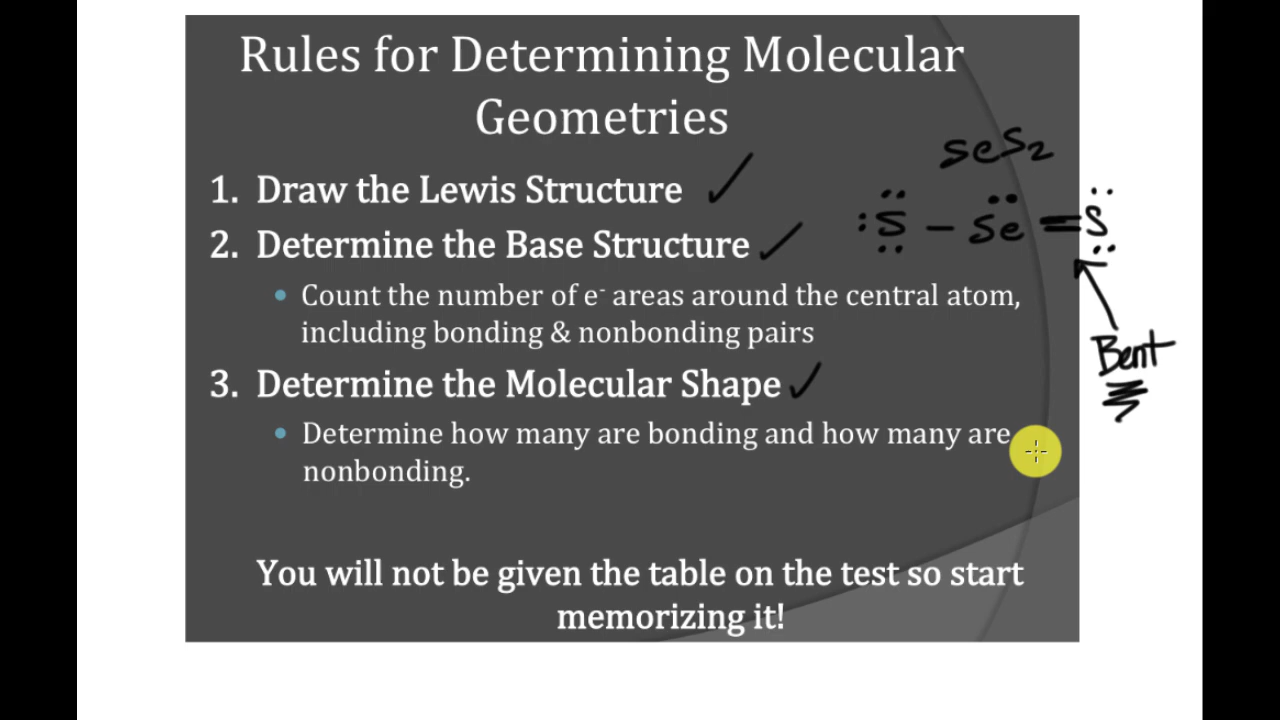 Rules for Determining Molecular
Geometries
seS2
1. Draw the Lewis Structure ✓
:S̈ - s̈e = S
2. Determine the Base Structure ✓
• Count the number of e⁻ areas around the central atom,
including bonding & nonbonding pairs
Bent
3. Determine the Molecular Shape ✓
• Determine how many are bonding and how many are
nonbonding.
You will not be given the table on the test so start
memorizing it!